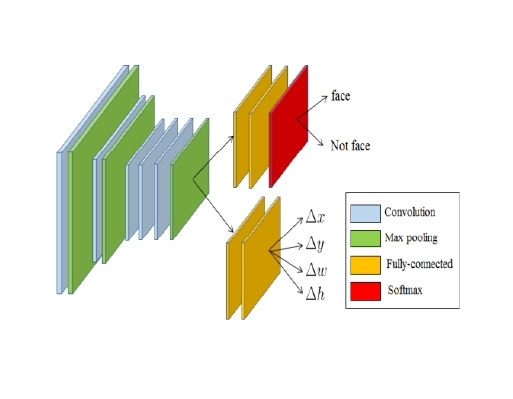 face
Not face
Δx
Δy
Δw
Δh
Convolution
Max pooling
Fully-connected
Softmax